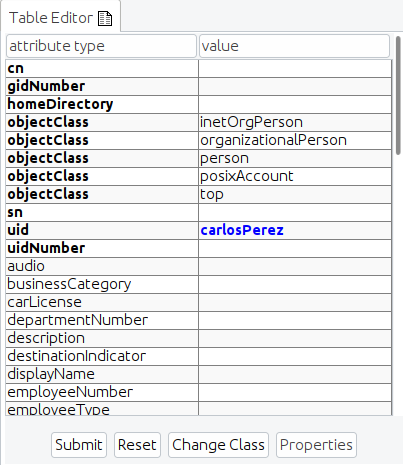 Table Editor
attribute type value
cn
gidNumber
homeDirectory
objectClass inetOrgPerson
objectClass organizationalPerson
objectClass person
objectClass posixAccount
objectClass top
sn
uid carlosPerez
uidNumber
audio
businessCategory
carLicense
departmentNumber
description
destinationIndicator
displayName
employeeNumber
employeeType
Submit Reset Change Class Properties